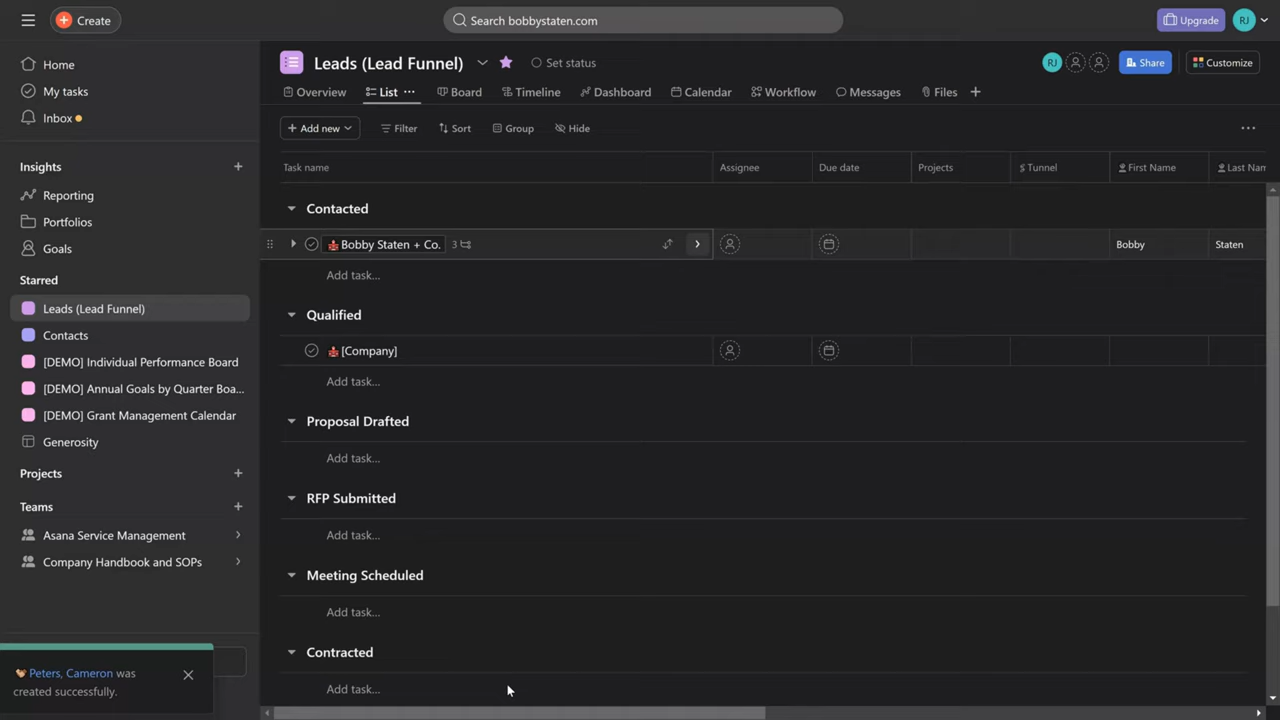 Create
Search bobbystaten.com
Upgrade
RJ
Home
My tasks
Inbox
Insights
Reporting
Portfolios
Goals
Starred
Leads (Lead Funnel)
Contacts
[DEMO] Individual Performance Board
[DEMO] Annual Goals by Quarter Boa...
[DEMO] Grant Management Calendar
Generosity
Projects
Teams
Asana Service Management
Company Handbook and SOPs
Peters, Cameron was
created successfully.
Leads (Lead Funnel)
Set status
RJ
Share
Customize
Overview
List
Board
Timeline
Dashboard
Calendar
Workflow
Messages
Files
Add new
Filter
Sort
Group
Hide
Task name
Assignee
Due date
Projects
Tunnel
First Name
Last Nam
Contacted
Bobby Staten + Co.
3
Bobby
Staten
Add task...
Qualified
[Company]
Add task...
Proposal Drafted
Add task...
RFP Submitted
Add task...
Meeting Scheduled
Add task...
Contracted
Add task...